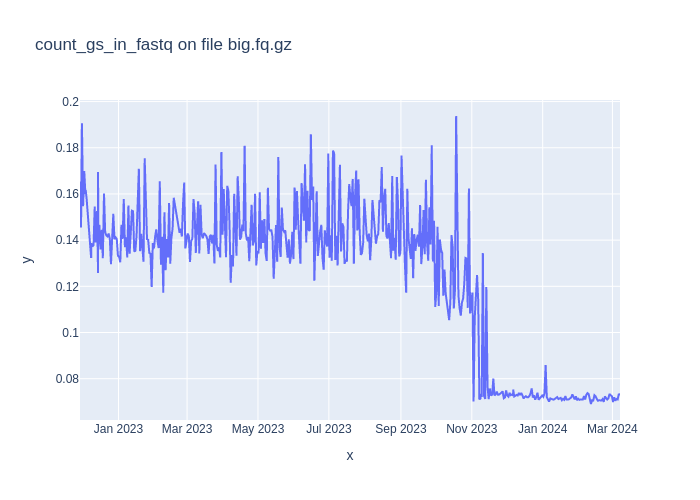 count_gs_in_fastq on file big.fq.gz
0.2
0.18
0.16
0.14
0.12
0.1
0.08
y
Jan 2023
Mar 2023
May 2023
Jul 2023
Sep 2023
Nov 2023
Jan 2024
Mar 2024
x